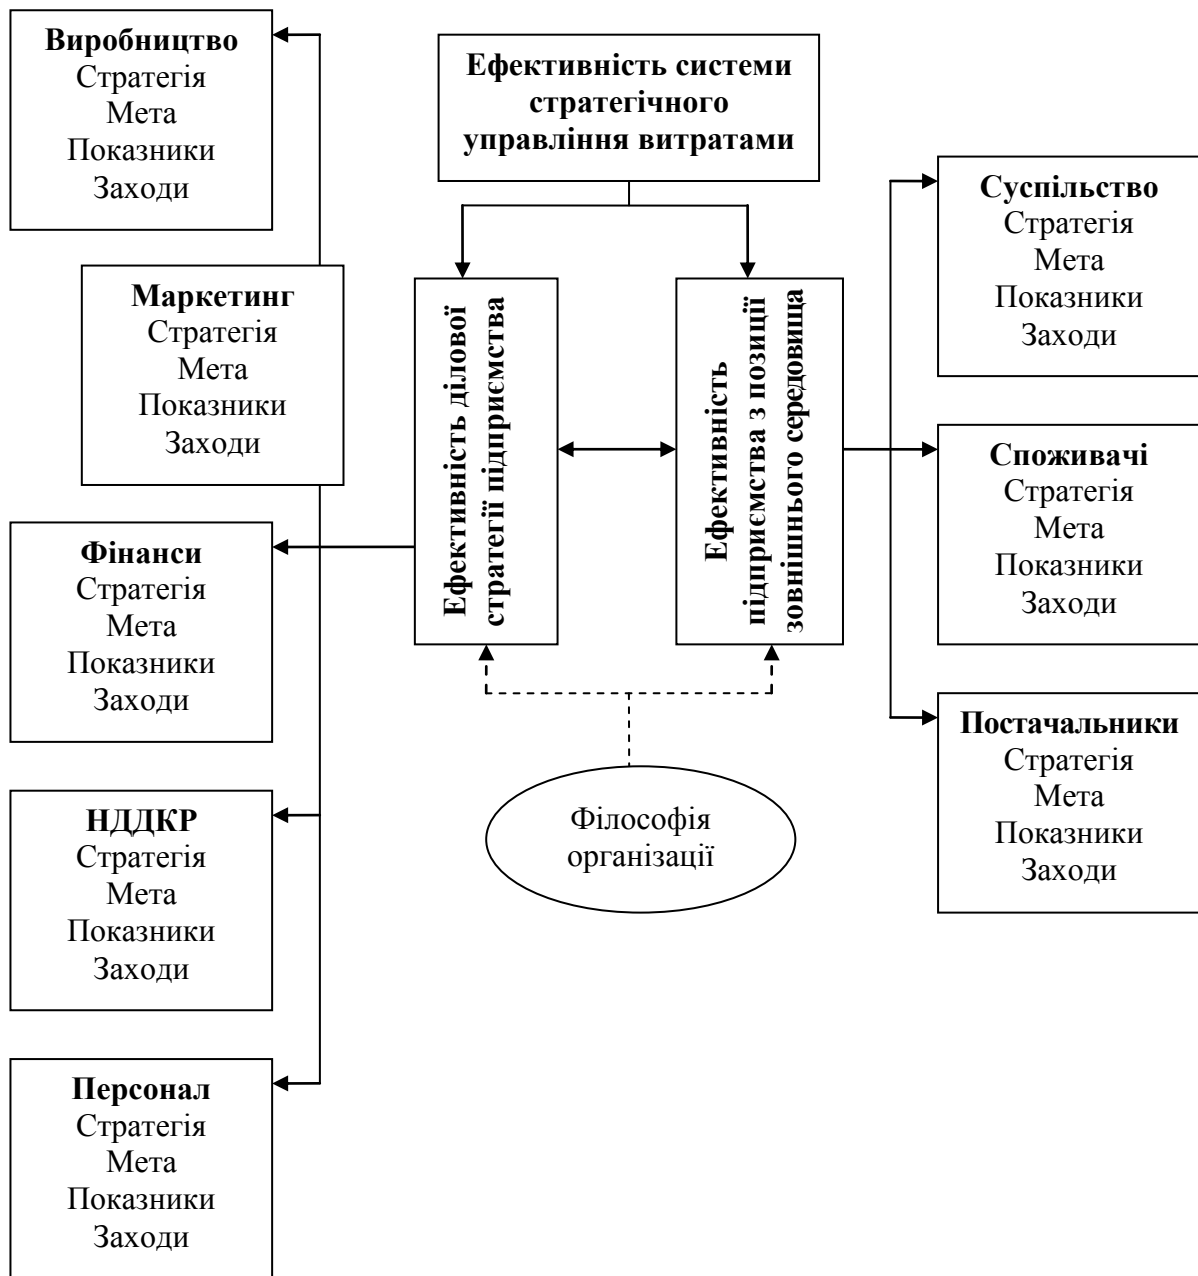 Виробництво
Стратегія
Мета
Показники
Заходи
Ефективність системи
стратегічного
управління витратами
Суспільство
Стратегія
Мета
Показники
Заходи
Маркетинг
Стратегія
Мета
Показники
Заходи
Ефективність ділової
стратегії підприємства
Ефективність
підприємства з позиції
зовнішнього середовища
Споживачі
Стратегія
Мета
Показники
Заходи
Фінанси
Стратегія
Мета
Показники
Заходи
Постачальники
Стратегія
Мета
Показники
Заходи
Філософія
організації
НДДКР
Стратегія
Мета
Показники
Заходи
Персонал
Стратегія
Мета
Показники
Заходи